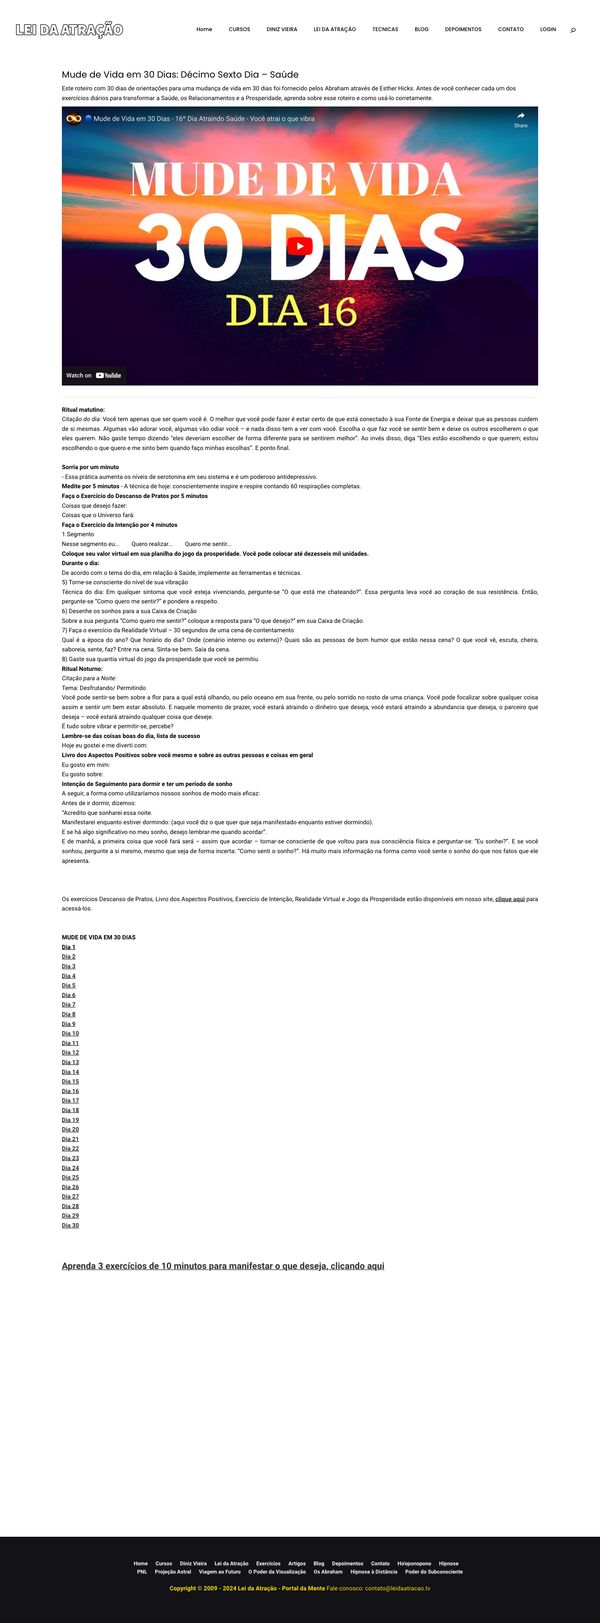 LEI DA ATRAÇÃO
Home CURSOS DINIZ VIEIRA LEI DA ATRAÇÃO TECNICAS BLOG DEPOIMENTOS CONTATO LOGIN
Mude de Vida em 30 Dias: Décimo Sexto Dia – Saúde
Este roteiro com 30 dias de orientações para uma mudança de vida em 30 dias foi fornecido pelos Abraham através de Esther Hicks. Antes de você conhecer cada um dos
exercícios diários para transformar a Saúde, os Relacionamentos e a Prosperidade, aprenda sobre esse roteiro e como usá-lo corretamente.
Mude de Vida em 30 Dias - 16º Dia Atraindo Saúde - Você atrai o que vibra
Share
MUDE DE VIDA
30 DIAS
DIA 16
Watch on YouTube
Ritual matutino:
Citação do dia: Você tem apenas que ser quem você é. O melhor que você pode fazer é estar certo de que está conectado à sua Fonte de Energia e deixar que as pessoas cuidem
de si mesmas. Algumas vão adorar você, algumas vão odiar você – e nada disso tem a ver com você. Escolha o que faz você se sentir bem e deixe os outros escolherem o que
eles querem. Não gaste tempo dizendo “eles deveriam escolher de forma diferente para se sentirem melhor”. Ao invés disso, diga “Eles estão escolhendo o que querem; estou
escolhendo o que quero e me sinto bem quando faço minhas escolhas”. E ponto final.
Sorria por um minuto
- Essa prática aumenta os níveis de serotonina em seu sistema e é um poderoso antidepressivo.
Medite por 5 minutos - A técnica de hoje: conscientemente inspire e respire contando 60 respirações completas.
Faça o Exercício do Descanso de Pratos por 5 minutos
Coisas que desejo fazer:
Coisas que o Universo fará:
Faça o Exercício da Intenção por 4 minutos
1.Segmento
Nesse segmento eu... Quero realizar... Quero me sentir...
Coloque seu valor virtual em sua planilha do jogo da prosperidade. Você pode colocar até dezesseis mil unidades.
Durante o dia:
De acordo com o tema do dia, em relação à Saúde, implemente as ferramentas e técnicas.
5) Torne-se consciente do nível de sua vibração
Técnica do dia: Em qualquer sintoma que você esteja vivenciando, pergunte-se “O que está me chateando?”. Essa pergunta leva você ao coração de sua resistência. Então,
pergunte-se “Como quero me sentir?” e pondere a respeito.
6) Desenhe os sonhos para a sua Caixa de Criação
Sobre a sua pergunta “Como quero me sentir?” coloque a resposta para “O que desejo?” em sua Caixa de Criação.
7) Faça o exercício da Realidade Virtual – 30 segundos de uma cena de contentamento
Qual é a época do ano? Que horário do dia? Onde (cenário interno ou externo)? Quais são as pessoas de bom humor que estão nessa cena? O que você vê, escuta, cheira,
saboreia, sente, faz? Entre na cena. Sinta-se bem. Saia da cena.
8) Gaste sua quantia virtual do jogo da prosperidade que você se permitiu.
Ritual Noturno:
Citação para a Noite:
Tema: Desfrutando/ Permitindo
Você pode sentir-se bem sobre a flor para a qual está olhando, ou pelo oceano em sua frente, ou pelo sorrido no rosto de uma criança. Você pode focalizar sobre qualquer coisa
assim e sentir um bem estar absoluto. E naquele momento de prazer, você estará atraindo o dinheiro que deseja, você estará atraindo a abundancia que deseja, o parceiro que
deseja – você estará atraindo qualquer coisa que deseje.
É tudo sobre vibrar e permitir-se, percebe?
Lembre-se das coisas boas do dia, lista de sucesso
Hoje eu gostei e me diverti com:
Livro dos Aspectos Positivos sobre você mesmo e sobre as outras pessoas e coisas em geral
Eu gosto em mim:
Eu gosto sobre:
Intenção de Seguimento para dormir e ter um período de sonho
A seguir, a forma como utilizaríamos nossos sonhos de modo mais eficaz:
Antes de ir dormir, dizemos:
“Acredito que sonharei essa noite.
Manifestarei enquanto estiver dormindo: (aqui você diz o que quer que seja manifestado enquanto estiver dormindo).
E se há algo significativo no meu sonho, desejo lembrar-me quando acordar”.
E de manhã, a primeira coisa que você fará será – assim que acordar – tornar-se consciente de que voltou para sua consciência física e perguntar-se: “Eu sonhei?”. E se você
sonhou, pergunte a si mesmo, mesmo que seja de forma incerta: “Como senti o sonho?”. Há muito mais informação na forma como você sente o sonho do que nos fatos que ele
apresenta.
Os exercícios Descanso de Pratos, Livro dos Aspectos Positivos, Exercício de Intenção, Realidade Virtual e Jogo da Prosperidade estão disponíveis em nosso site, clique aqui para
acessá-los.
MUDE DE VIDA EM 30 DIAS
Dia 1
Dia 2
Dia 3
Dia 4
Dia 5
Dia 6
Dia 7
Dia 8
Dia 9
Dia 10
Dia 11
Dia 12
Dia 13
Dia 14
Dia 15
Dia 16
Dia 17
Dia 18
Dia 19
Dia 20
Dia 21
Dia 22
Dia 23
Dia 24
Dia 25
Dia 26
Dia 27
Dia 28
Dia 29
Dia 30
Aprenda 3 exercícios de 10 minutos para manifestar o que deseja, clicando aqui
Home Cursos Diniz Vieira Lei da Atração Exercícios Artigos Blog Depoimentos Contato Ho’oponopono Hipnose
PNL Projeção Astral Viagem ao Futuro O Poder da Visualização Os Abraham Hipnose à Distância Poder do Subconsciente
Copyright © 2009 - 2024 Lei da Atração - Portal da Mente Fale conosco: contato@leidaatracao.tv